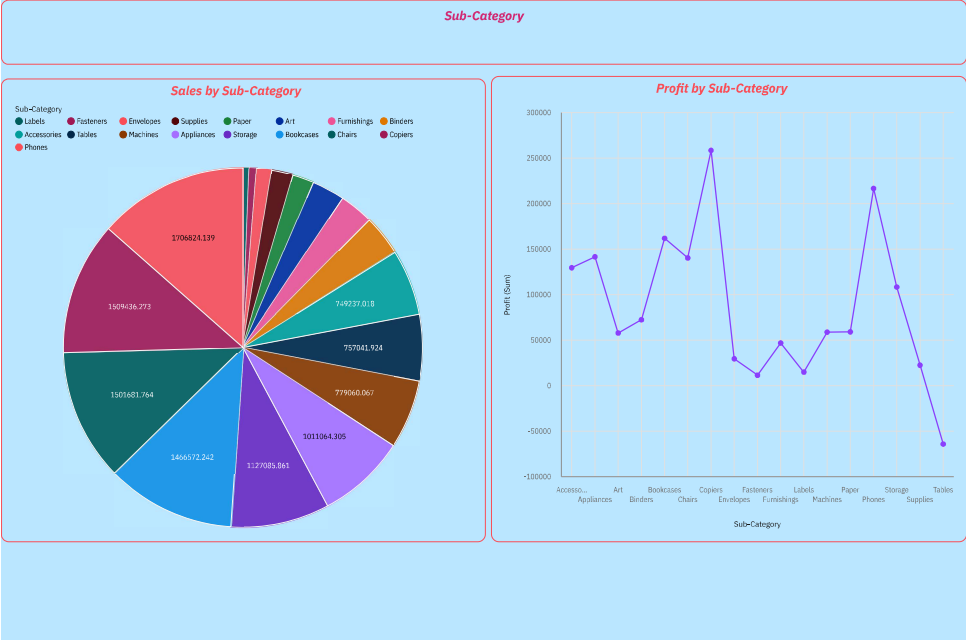 Sub-Category
Sales by Sub-Category
Sub-Category
Labels Fasteners Envelopes Supplies Paper Art Furnishings Binders
Accessories Tables Machines Appliances Storage Bookcases Chairs Copiers
Phones
1706824.139
1509436.273
749237.018
757041.924
1501681.764
779060.067
1011064.305
1466572.242
1127085.861
Profit by Sub-Category
300000
250000
200000
150000
100000
50000
0
-50000
-100000
Profit (Sum)
Accesso... Art Bookcases Copiers Fasteners Labels Paper Storage Tables
Appliances Binders Chairs Envelopes Furnishings Machines Phones Supplies
Sub-Category